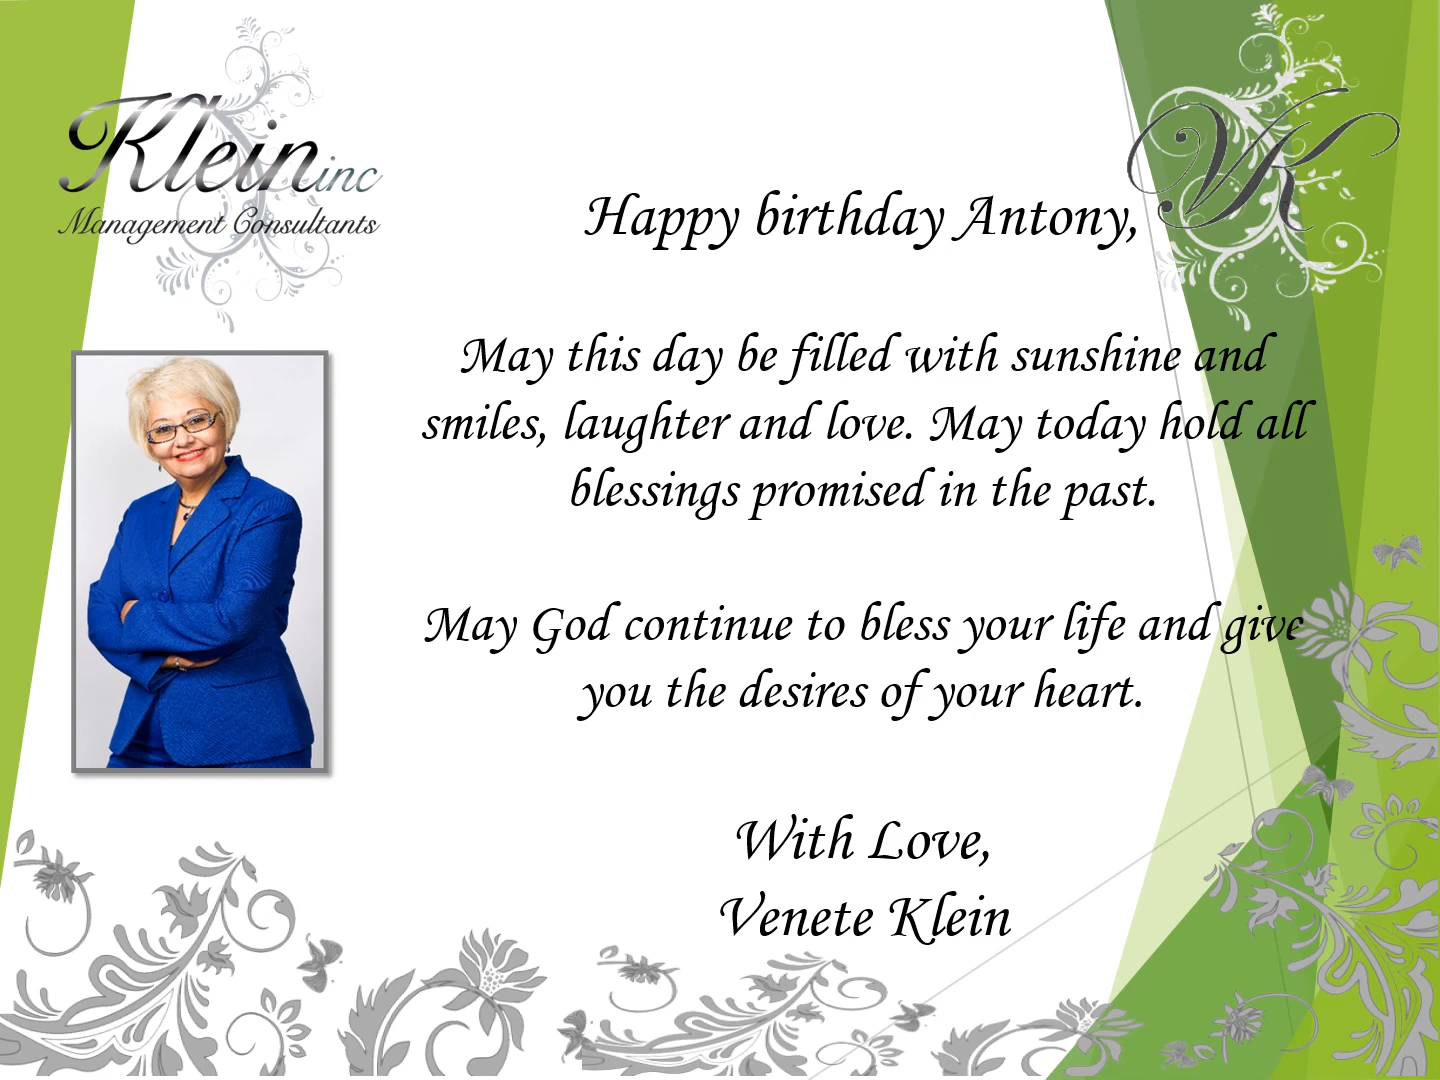 Klein inc
Management Consultants
VK
Happy birthday Antony,
May this day be filled with sunshine and
smiles, laughter and love. May today hold all
blessings promised in the past.
May God continue to bless your life and give
you the desires of your heart.
With Love,
Venete Klein